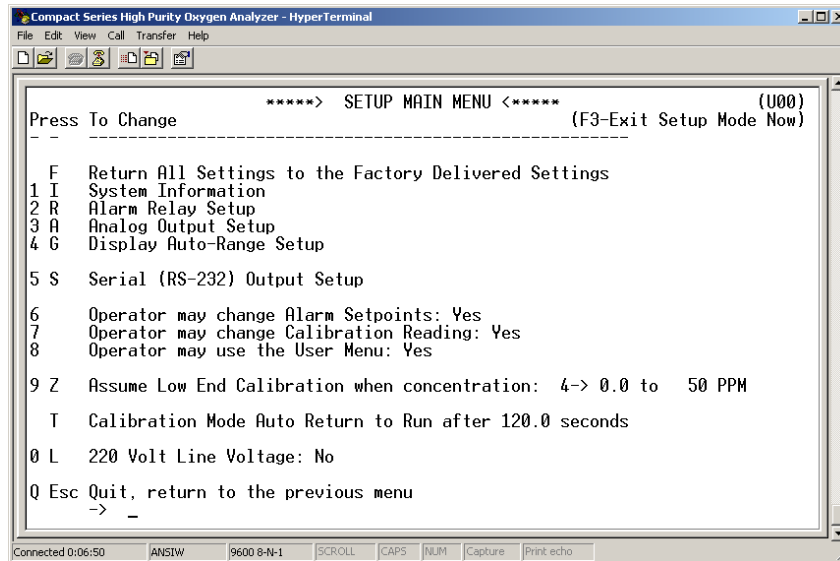 Compact Series High Purity Oxygen Analyzer - HyperTerminal
File Edit View Call Transfer Help
*****> SETUP MAIN MENU <***** (U00)
Press To Change (F3-Exit Setup Mode Now)
- - ---------------------------------------------------------
F Return All Settings to the Factory Delivered Settings
1 I System Information
2 R Alarm Relay Setup
3 A Analog Output Setup
4 G Display Auto-Range Setup
5 S Serial (RS-232) Output Setup
6 Operator may change Alarm Setpoints: Yes
7 Operator may change Calibration Reading: Yes
8 Operator may use the User Menu: Yes
9 Z Assume Low End Calibration when concentration: 4-> 0.0 to 50 PPM
T Calibration Mode Auto Return to Run after 120.0 seconds
0 L 220 Volt Line Voltage: No
Q Esc Quit, return to the previous menu
-> _
Connected 0:06:50 ANSIW 9600 8-N-1 SCROLL CAPS NUM Capture Print echo